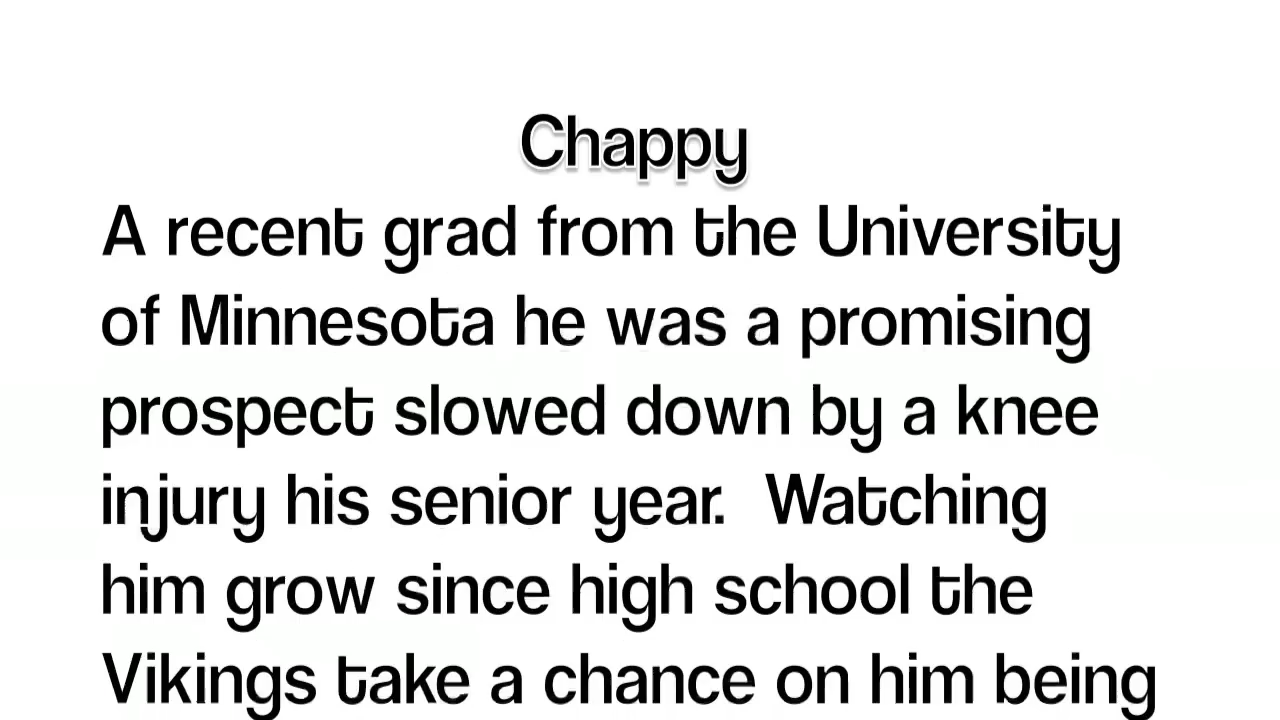 Chappy
A recent grad from the University
of Minnesota he was a promising
prospect slowed down by a knee
injury his senior year.  Watching
him grow since high school the
Vikings take a chance on him being